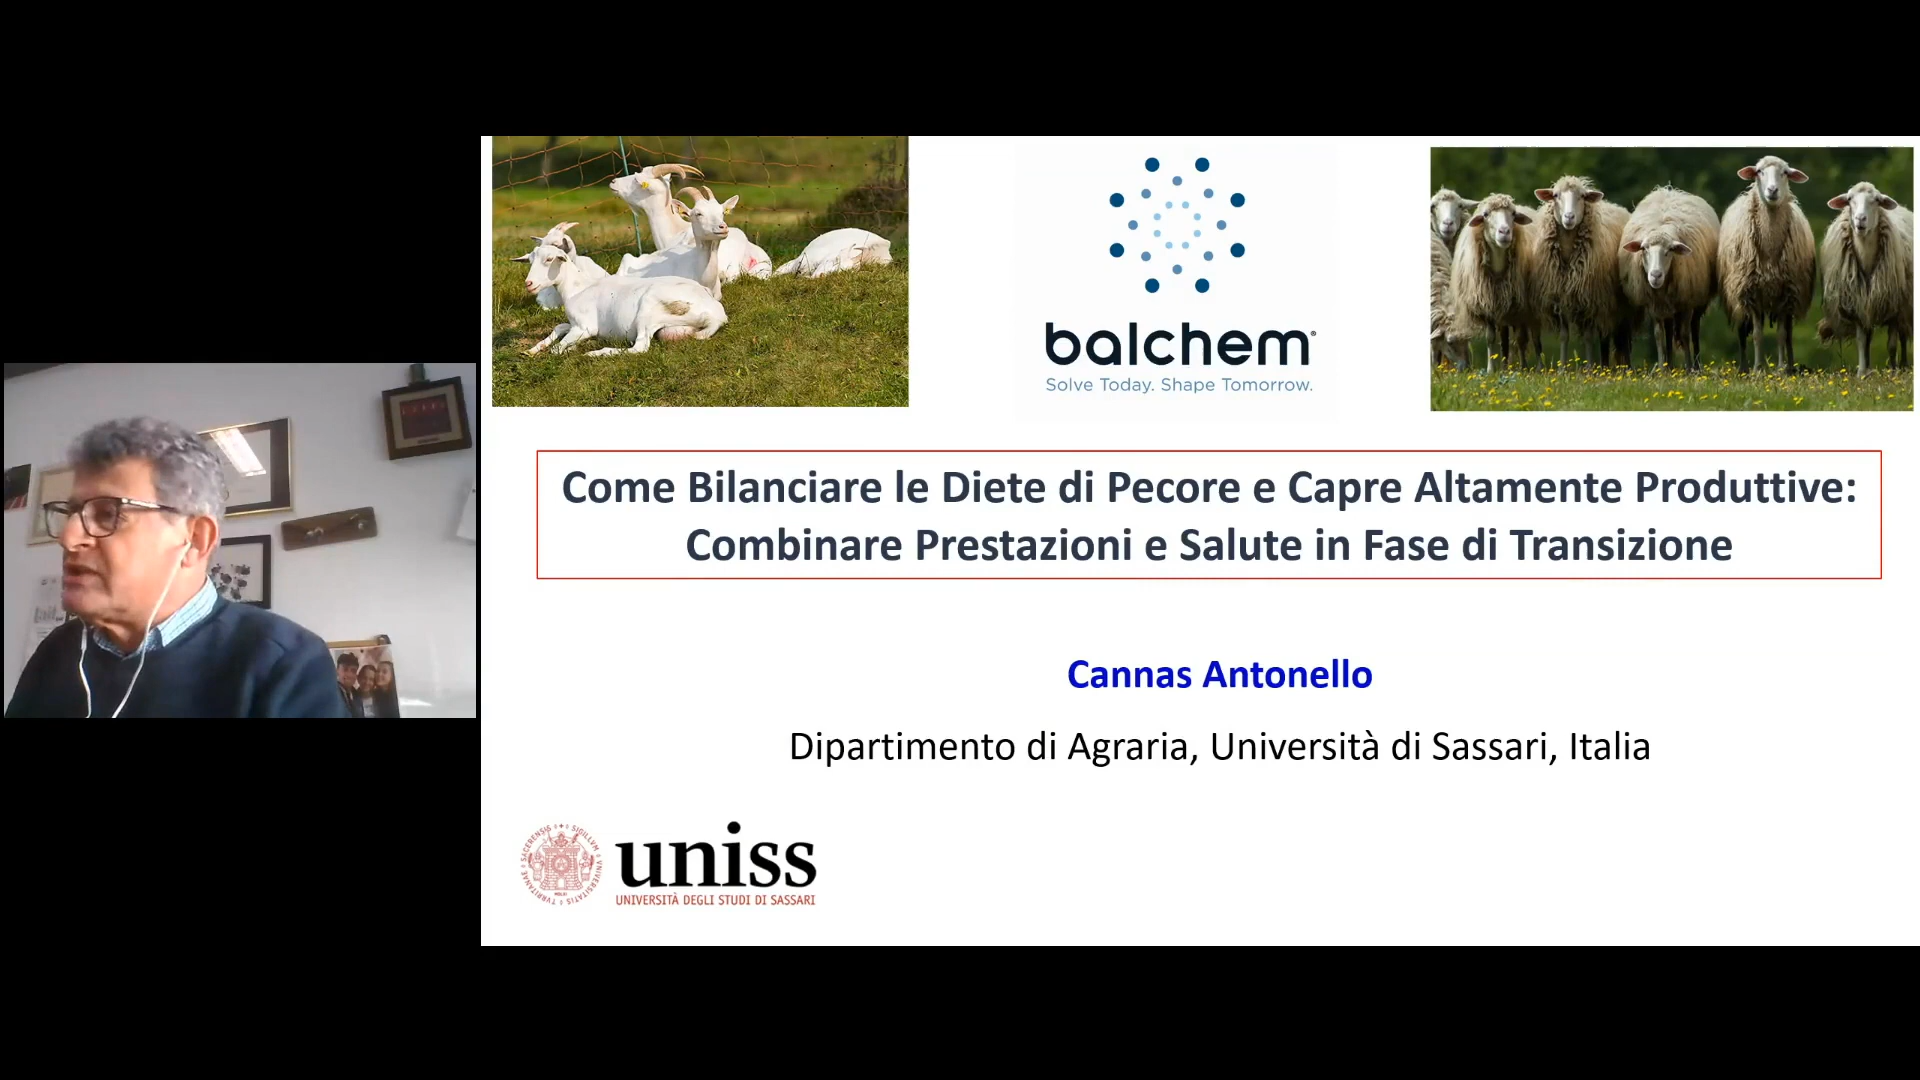 balchem®
Solve Today. Shape Tomorrow.
Come Bilanciare le Diete di Pecore e Capre Altamente Produttive:
Combinare Prestazioni e Salute in Fase di Transizione
Cannas Antonello
Dipartimento di Agraria, Università di Sassari, Italia
uniss
UNIVERSITÀ DEGLI STUDI DI SASSARI